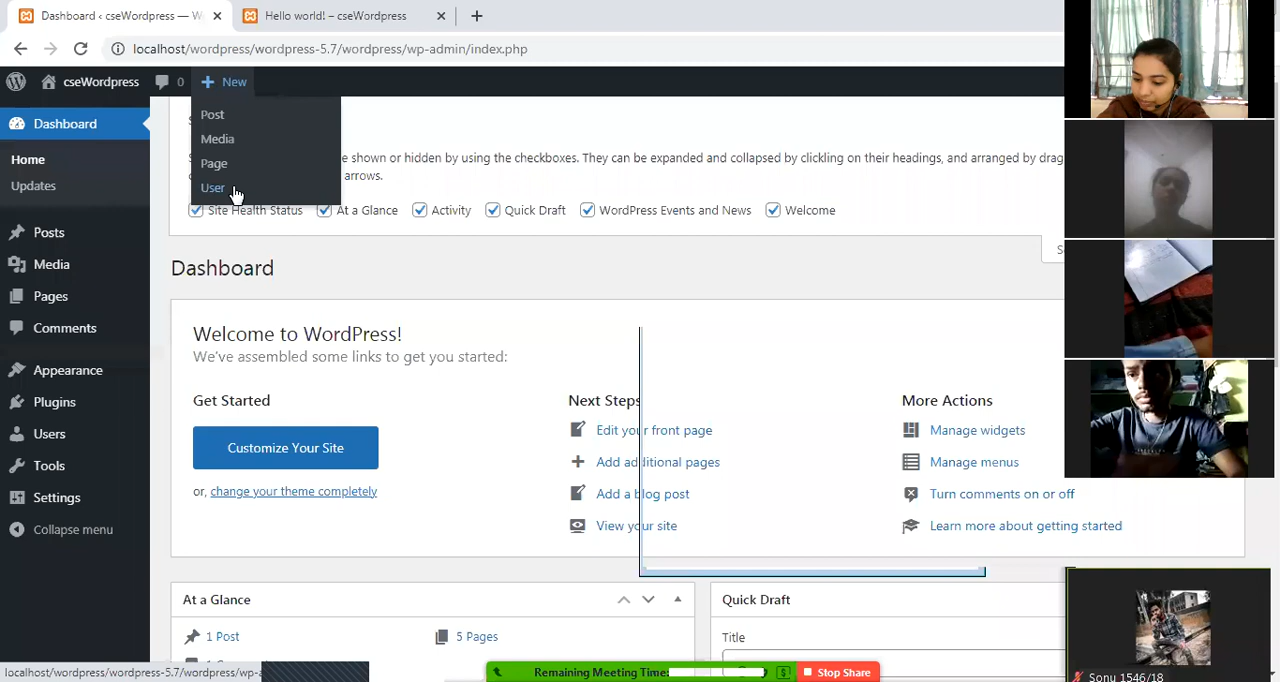 Dashboard ‹ cseWordpress — W
Hello world! – cseWordpress
localhost/wordpress/wordpress-5.7/wordpress/wp-admin/index.php
cseWordpress
0
New
Post
Media
Page
User
Dashboard
Home
Updates
Posts
Media
Pages
Comments
Appearance
Plugins
Users
Tools
Settings
Collapse menu
e shown or hidden by using the checkboxes. They can be expanded and collapsed by clicking on their headings, and arranged by drag
arrows.
Site Health Status
At a Glance
Activity
Quick Draft
WordPress Events and News
Welcome
Dashboard
Welcome to WordPress!
We've assembled some links to get you started:
Get Started
Customize Your Site
or, change your theme completely
Next Steps
Edit your front page
Add additional pages
Add a blog post
View your site
More Actions
Manage widgets
Manage menus
Turn comments on or off
Learn more about getting started
At a Glance
1 Post
5 Pages
Quick Draft
Title
localhost/wordpress/wordpress-5.7/wordpress/wp-a
Remaining Meeting Time:
Stop Share
Sonu 1546/18